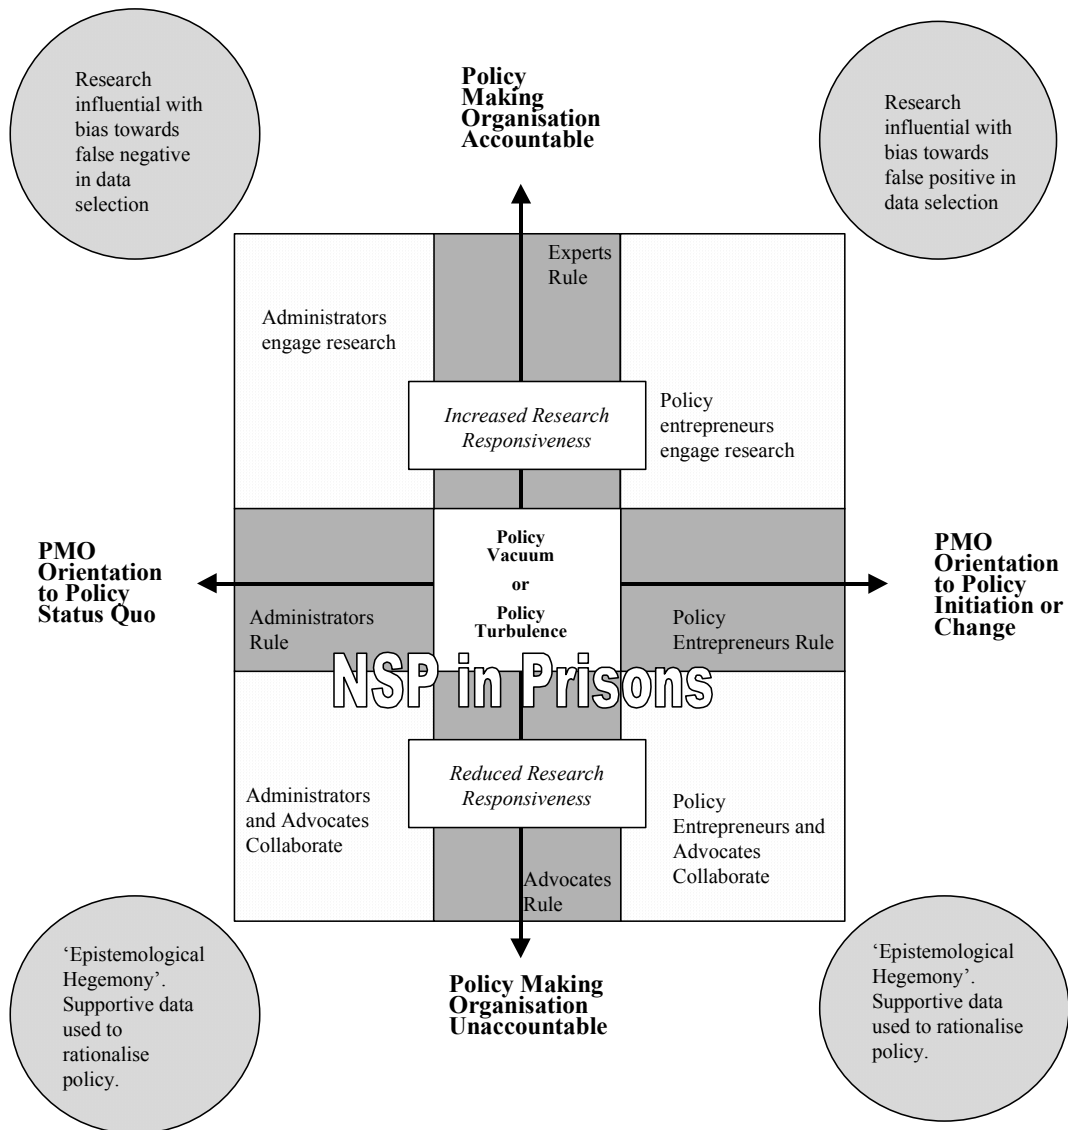 Research
influential with
bias towards
false negative
in data
selection
Policy
Making
Organisation
Accountable
Research
influential with
bias towards
false positive in
data selection
Experts
Rule
Administrators
engage research
Increased Research
Responsiveness
Policy
entrepreneurs
engage research
PMO
Orientation
to Policy
Status Quo
Administrators
Rule
Policy
Vacuum
or
Policy
Turbulence
Policy
Entrepreneurs Rule
PMO
Orientation
to Policy
Initiation or
Change
NSP in Prisons
Administrators
and Advocates
Collaborate
Reduced Research
Responsiveness
Policy
Entrepreneurs and
Advocates
Collaborate
Advocates
Rule
‘Epistemological
Hegemony’.
Supportive data
used to
rationalise
policy.
Policy Making
Organisation
Unaccountable
‘Epistemological
Hegemony’.
Supportive data
used to rationalise
policy.